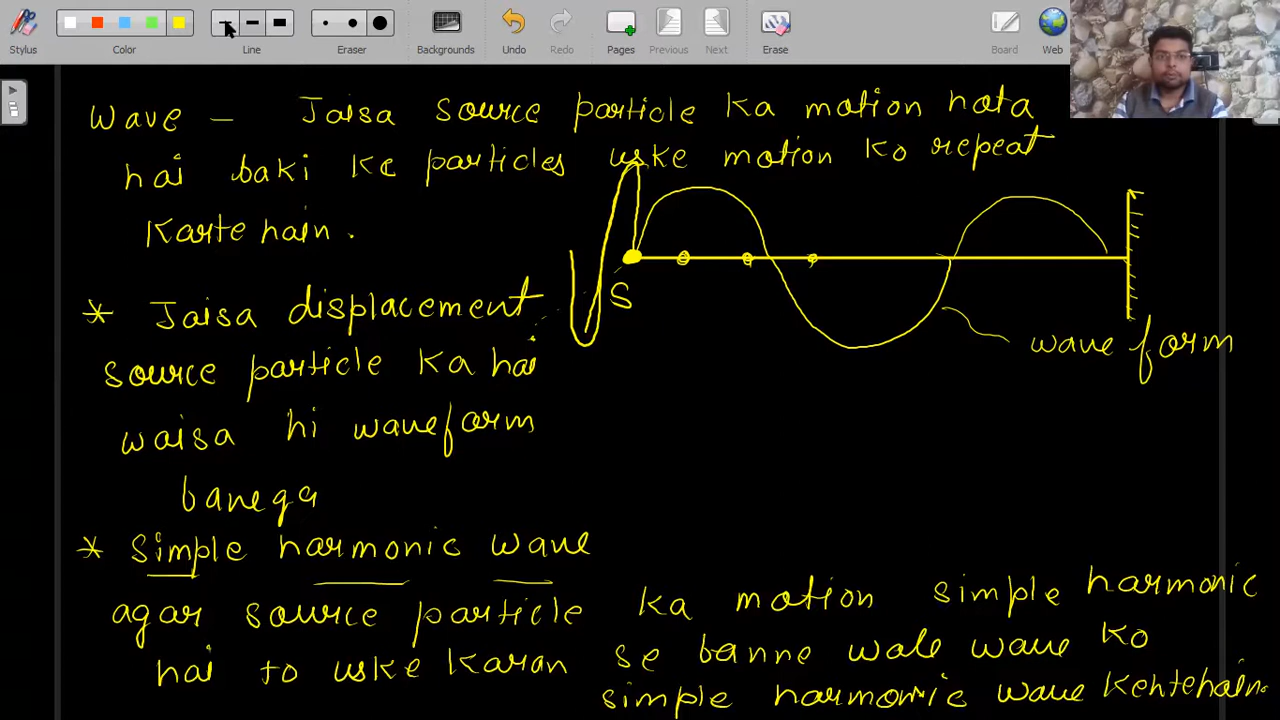 Stylus Color Line Eraser Backgrounds Undo Redo Pages Previous Next Erase Board Web
Wave - Jaisa source particle ka motion hota
hai baki ke particles uske motion ko repeat
karte hain.
S
wave form
* Jaisa displacement
source particle ka hai
waisa hi waveform
banega
* Simple harmonic wave
agar source particle ka motion simple harmonic
hai to uske karan se banne wale wave ko
simple harmonic wave kehtehain.